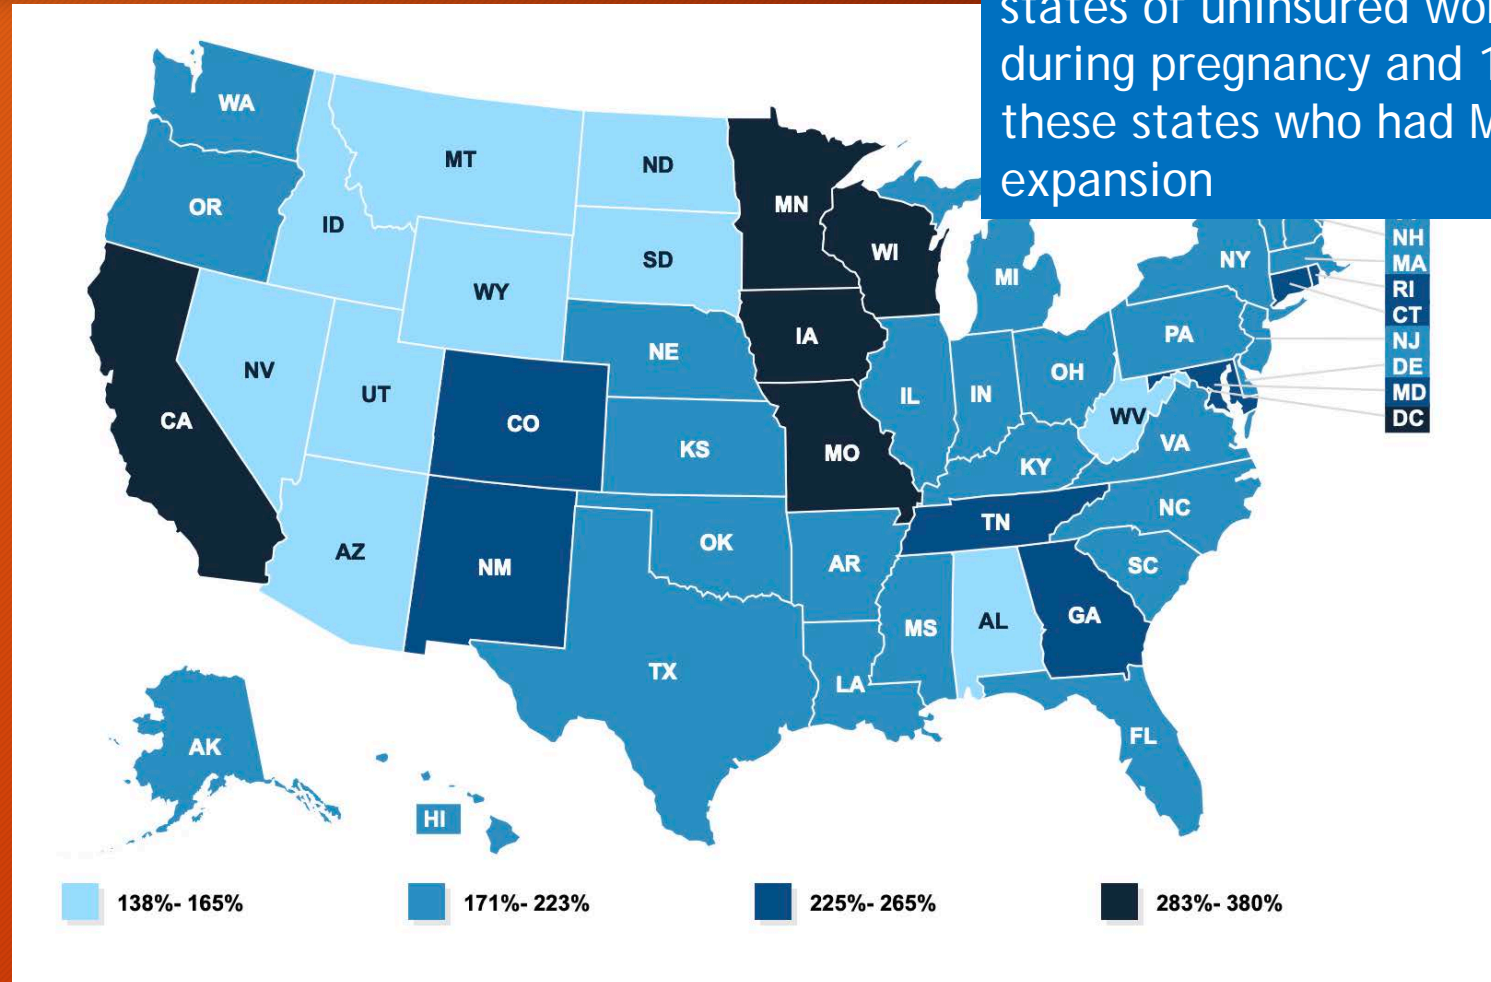 states of uninsured
during pregnancy and
these states who had
expansion
WA
MT
ND
MN
OR
ID
SD
WI
WY
MI
NY
NH
MA
RI
CT
NJ
DE
MD
DC
IA
NE
PA
NV
UT
IL
IN
OH
CA
CO
KS
MO
WV
VA
KY
NC
TN
AZ
NM
OK
AR
SC
MS
AL
GA
TX
LA
FL
AK
HI
138%- 165%
171%- 223%
225%- 265%
283%- 380%